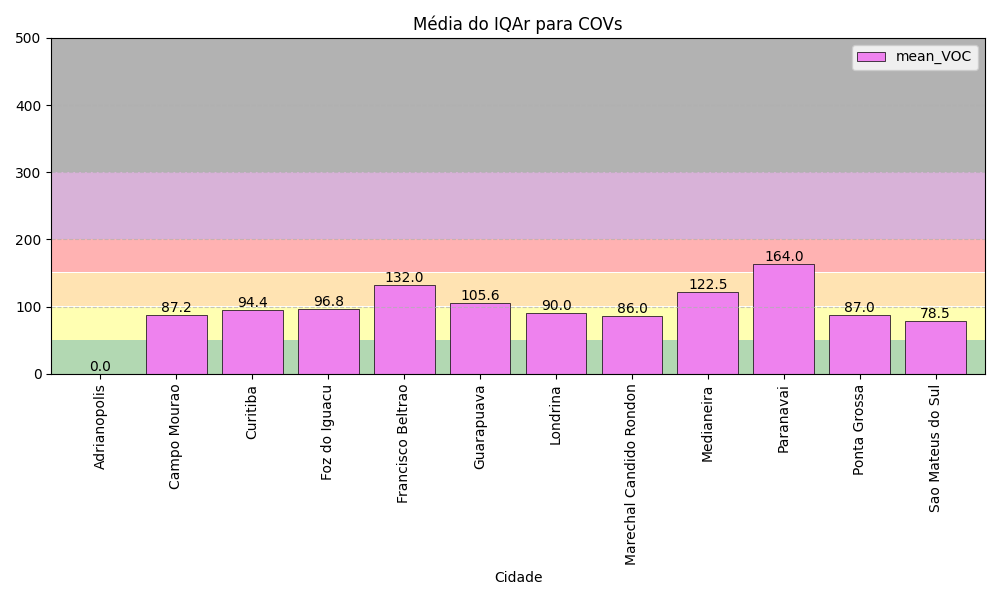 Média do IQAr para COVs
mean_VOC
500
400
300
200
100
0
0.0
87.2
94.4
96.8
132.0
105.6
90.0
86.0
122.5
164.0
87.0
78.5
Adrianopolis
Campo Mourao
Curitiba
Foz do Iguacu
Francisco Beltrao
Guarapuava
Londrina
Marechal Candido Rondon
Medianeira
Paranavai
Ponta Grossa
Sao Mateus do Sul
Cidade